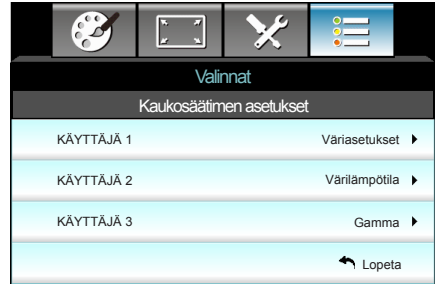 Valinnat
Kaukosäätimen asetukset
KÄYTTÄJÄ 1 Väriasetukset
KÄYTTÄJÄ 2 Värilämpötila
KÄYTTÄJÄ 3 Gamma
Lopeta